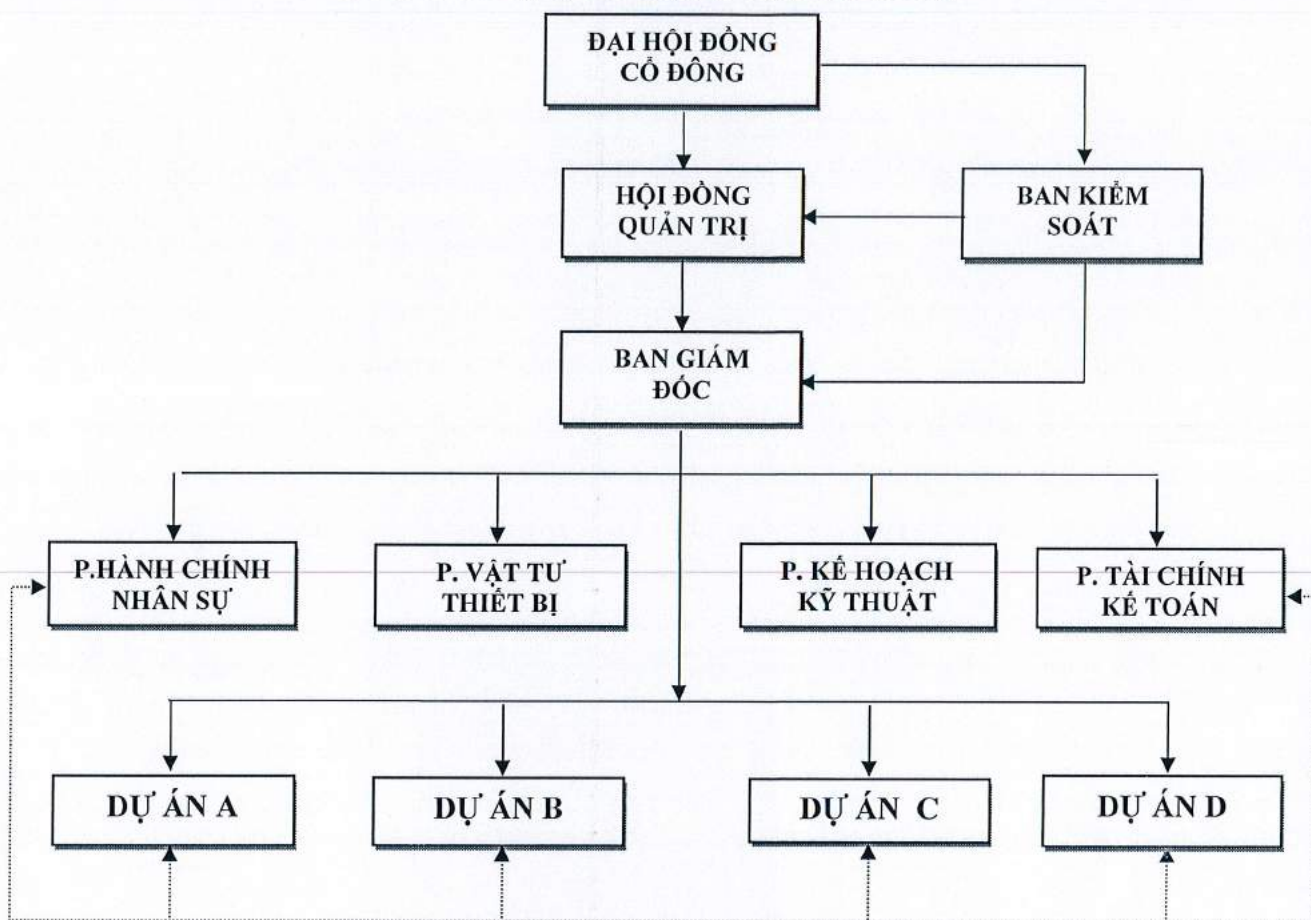 ĐẠI HỘI ĐỒNG
CỔ ĐÔNG
HỘI ĐỒNG
QUẢN TRỊ
BAN KIỂM
SOÁT
BAN GIÁM
ĐỐC
P.HÀNH CHÍNH
NHÂN SỰ
P. VẬT TƯ
THIẾT BỊ
P. KẾ HOẠCH
KỸ THUẬT
P. TÀI CHÍNH
KẾ TOÁN
DỰ ÁN A
DỰ ÁN B
DỰ ÁN C
DỰ ÁN D